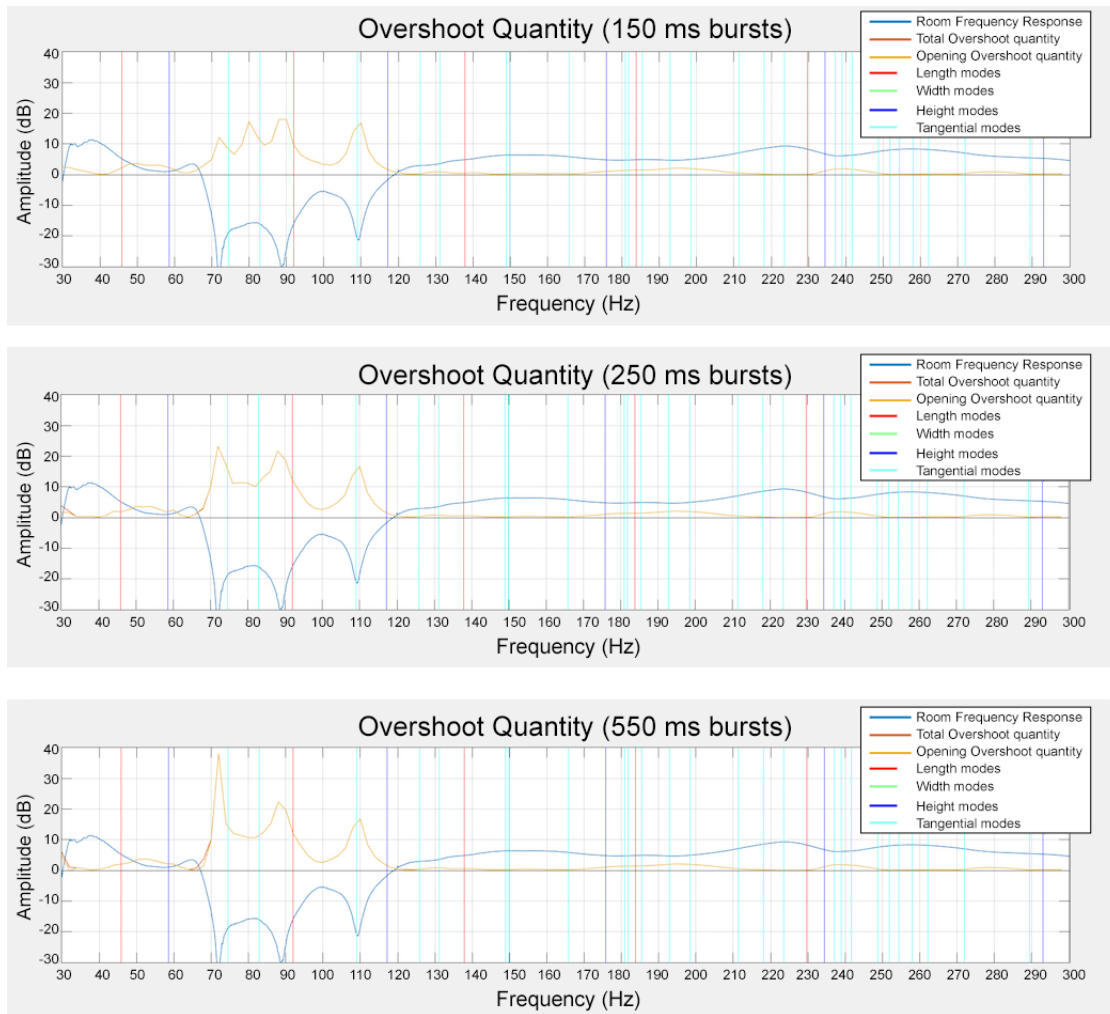 Overshoot Quantity (150 ms bursts)
Room Frequency Response
Total Overshoot quantity
Opening Overshoot quantity
Length modes
Width modes
Height modes
Tangential modes
Amplitude (dB)
40
30
20
10
0
-10
-20
-30
30 40 50 60 70 80 90 100 110 120 130 140 150 160 170 180 190 200 210 220 230 240 250 260 270 280 290 300
Frequency (Hz)
Overshoot Quantity (250 ms bursts)
Room Frequency Response
Total Overshoot quantity
Opening Overshoot quantity
Length modes
Width modes
Height modes
Tangential modes
Amplitude (dB)
40
30
20
10
0
-10
-20
-30
30 40 50 60 70 80 90 100 110 120 130 140 150 160 170 180 190 200 210 220 230 240 250 260 270 280 290 300
Frequency (Hz)
Overshoot Quantity (550 ms bursts)
Room Frequency Response
Total Overshoot quantity
Opening Overshoot quantity
Length modes
Width modes
Height modes
Tangential modes
Amplitude (dB)
40
30
20
10
0
-10
-20
-30
30 40 50 60 70 80 90 100 110 120 130 140 150 160 170 180 190 200 210 220 230 240 250 260 270 280 290 300
Frequency (Hz)